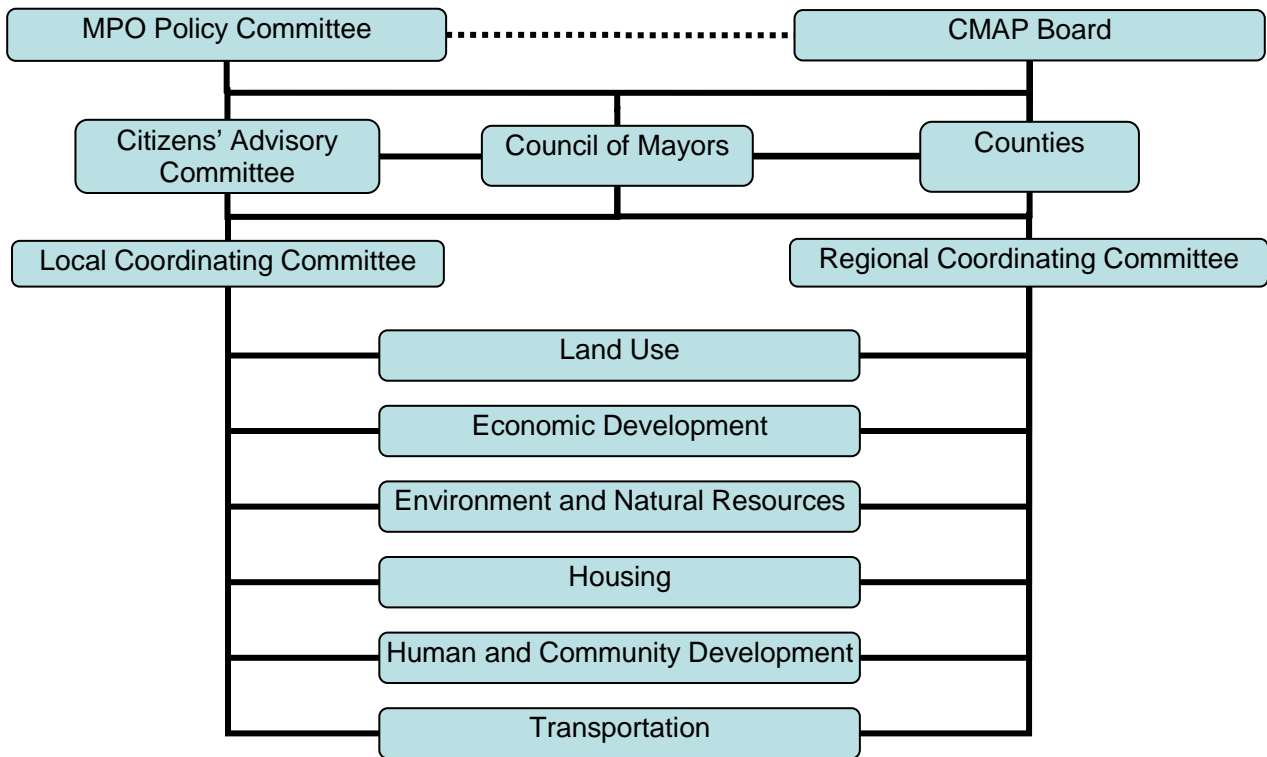 MPO Policy Committee
CMAP Board
Citizens’ Advisory
Committee
Council of Mayors
Counties
Local Coordinating Committee
Regional Coordinating Committee
Land Use
Economic Development
Environment and Natural Resources
Housing
Human and Community Development
Transportation